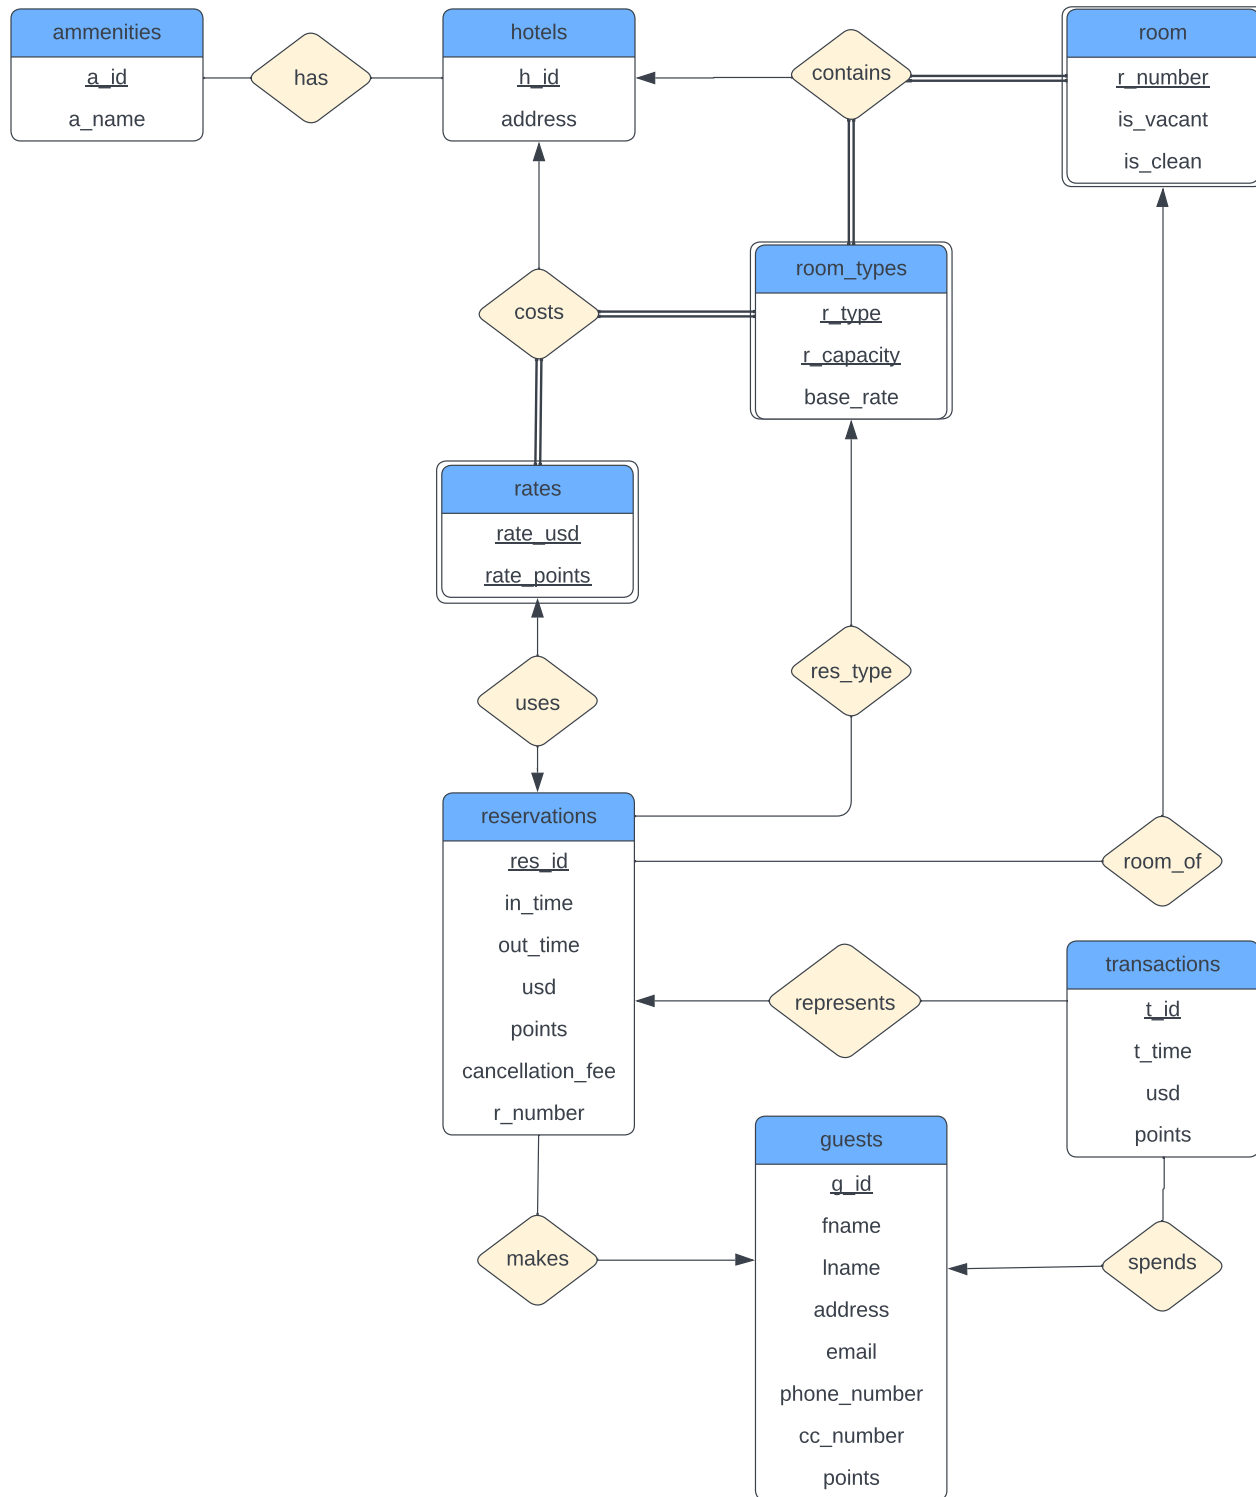 ammenities
a_id
a_name
has
hotels
h_id
address
contains
room
r_number
is_vacant
is_clean
costs
room_types
r_type
r_capacity
base_rate
rates
rate_usd
rate_points
uses
res_type
reservations
res_id
in_time
out_time
usd
points
cancellation_fee
r_number
room_of
represents
transactions
t_id
t_time
usd
points
makes
guests
g_id
fname
lname
address
email
phone_number
cc_number
points
spends